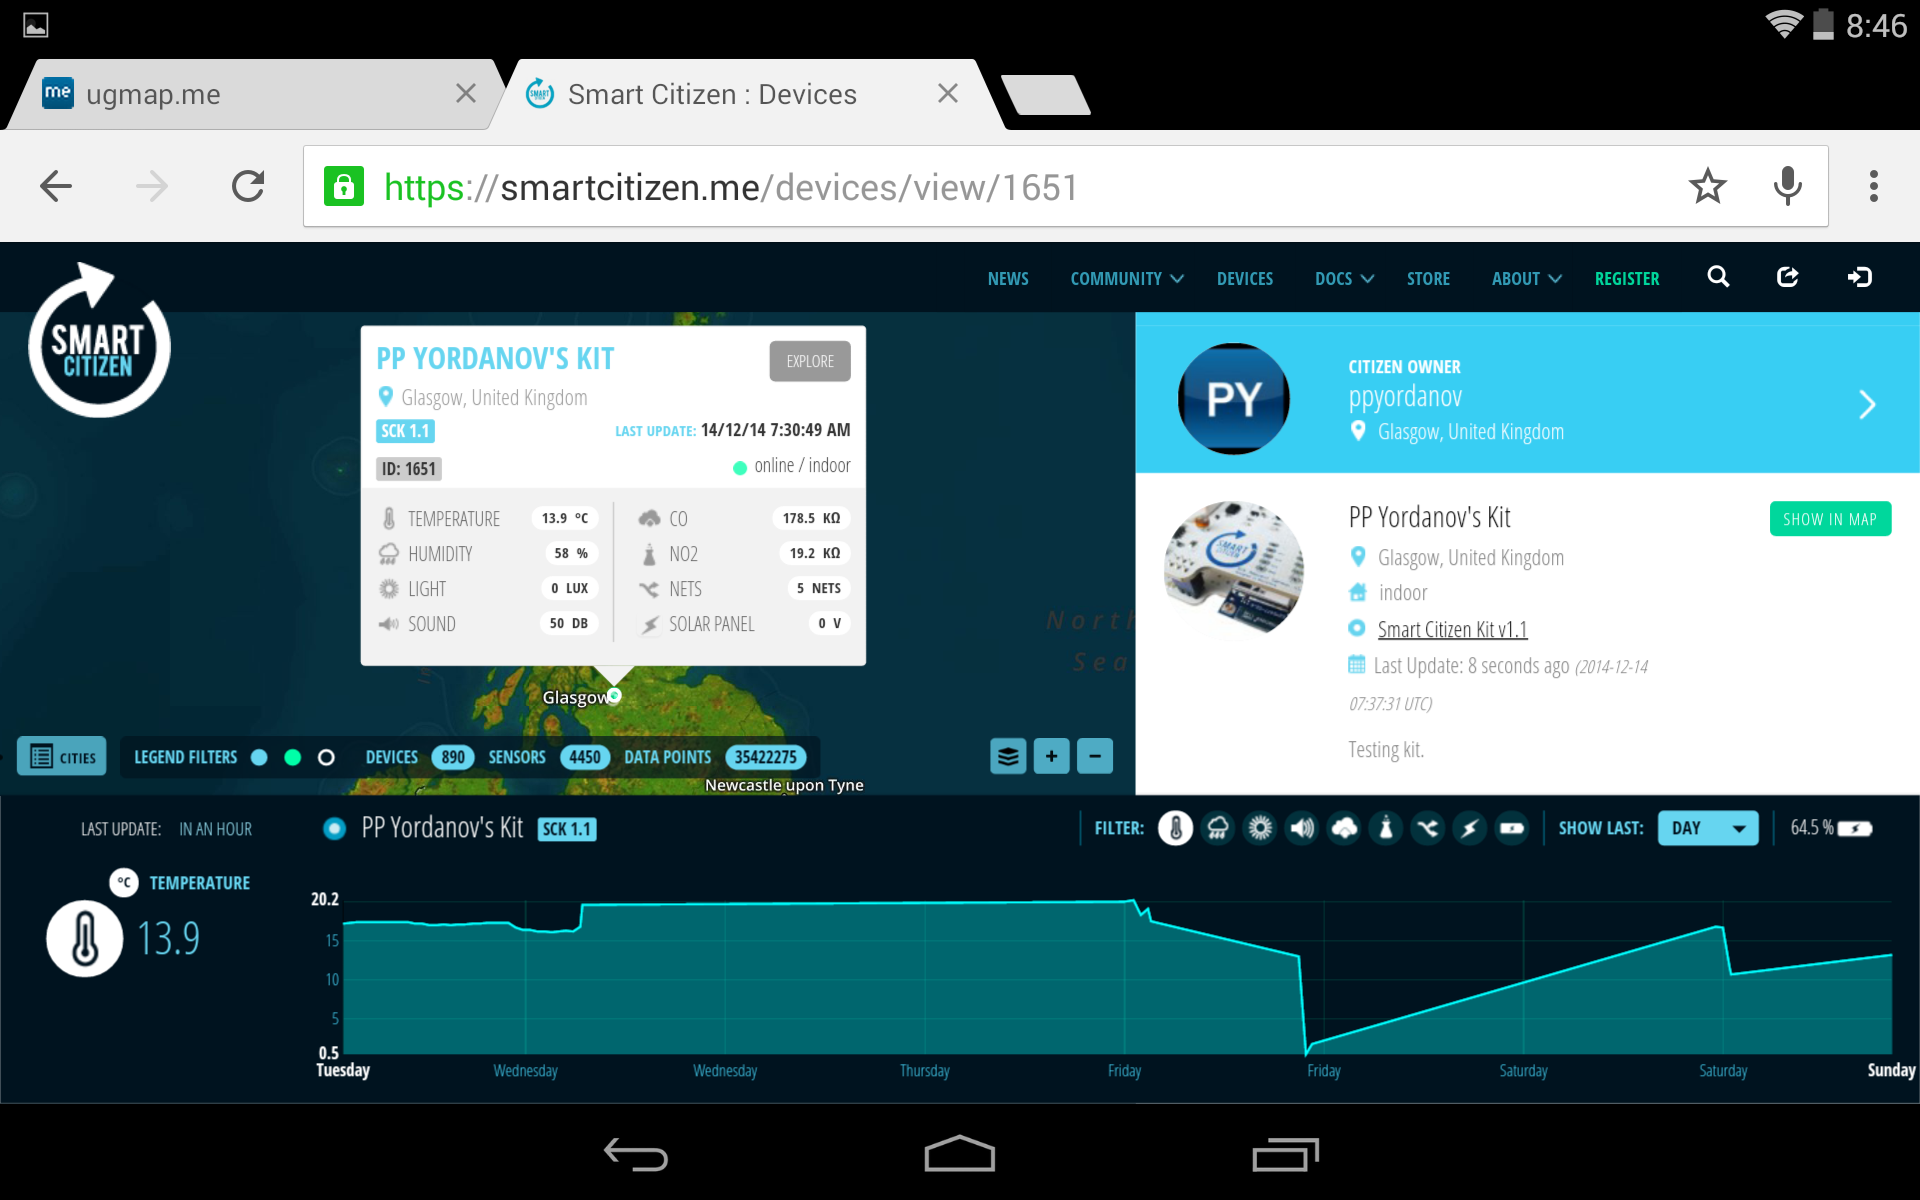 8:46
ugmap.me
Smart Citizen : Devices
https://smartcitizen.me/devices/view/1651
SMART
CITIZEN
NEWS COMMUNITY DEVICES DOCS STORE ABOUT REGISTER
PP YORDANOV'S KIT
EXPLORE
Glasgow, United Kingdom
SCK 1.1
LAST UPDATE: 14/12/14 7:30:49 AM
ID: 1651
online / indoor
TEMPERATURE 13.9 ºC
HUMIDITY 58 %
LIGHT 0 LUX
SOUND 50 DB
CO 178.5 KΩ
NO2 19.2 KΩ
NETS 5 NETS
SOLAR PANEL 0 V
North
Sea
Glasgow
Newcastle upon Tyne
CITIES
LEGEND FILTERS
DEVICES 890 SENSORS 4450 DATA POINTS 35422275
+
−
PY
CITIZEN OWNER
ppyordanov
Glasgow, United Kingdom
PP Yordanov's Kit
SHOW IN MAP
Glasgow, United Kingdom
indoor
Smart Citizen Kit v1.1
Last Update: 8 seconds ago (2014-12-14
07:37:31 UTC)
Testing kit.
LAST UPDATE: IN AN HOUR
PP Yordanov's Kit SCK 1.1
FILTER:
SHOW LAST: DAY
64.5 %
ºC TEMPERATURE
13.9
20.2
15
10
5
0.5
Tuesday Wednesday Wednesday Thursday Friday Friday Saturday Saturday Sunday